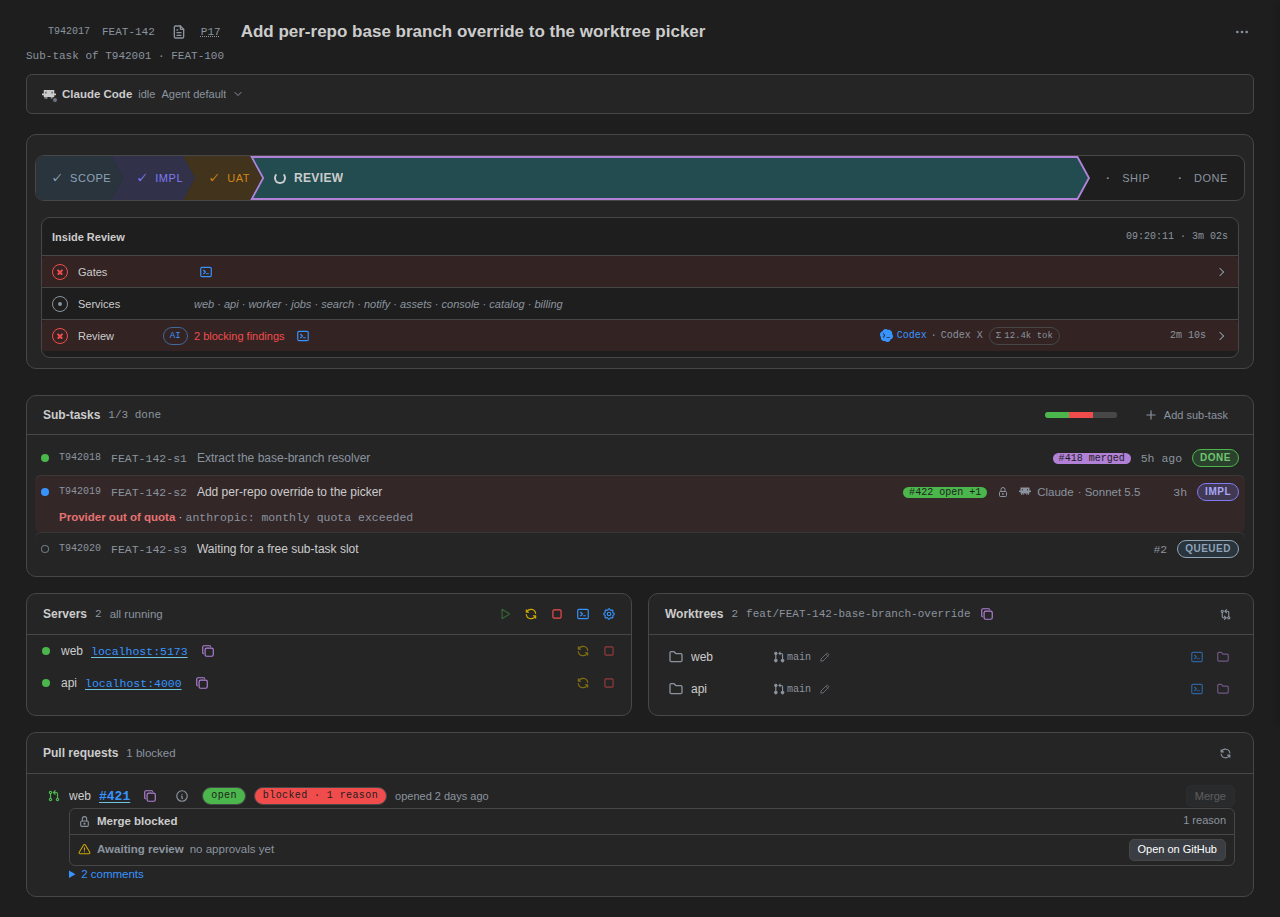 T942017 FEAT-142 P17 Add per-repo base branch override to the worktree picker
Sub-task of T942001 · FEAT-100
Claude Code idle Agent default
SCOPE IMPL UAT REVIEW SHIP DONE
Inside Review 09:20:11 · 3m 02s
Gates
Services web · api · worker · jobs · search · notify · assets · console · catalog · billing
Review AI 2 blocking findings Codex · Codex X Σ 12.4k tok 2m 10s
Sub-tasks 1/3 done Add sub-task
T942018 FEAT-142-s1 Extract the base-branch resolver #418 merged 5h ago DONE
T942019 FEAT-142-s2 Add per-repo override to the picker #422 open +1 Claude · Sonnet 5.5 3h IMPL
Provider out of quota · anthropic: monthly quota exceeded
T942020 FEAT-142-s3 Waiting for a free sub-task slot #2 QUEUED
Servers 2 all running
web localhost:5173
api localhost:4000
Worktrees 2 feat/FEAT-142-base-branch-override
web main
api main
Pull requests 1 blocked
web #421 open blocked · 1 reason opened 2 days ago Merge
Merge blocked 1 reason
Awaiting review no approvals yet Open on GitHub
2 comments